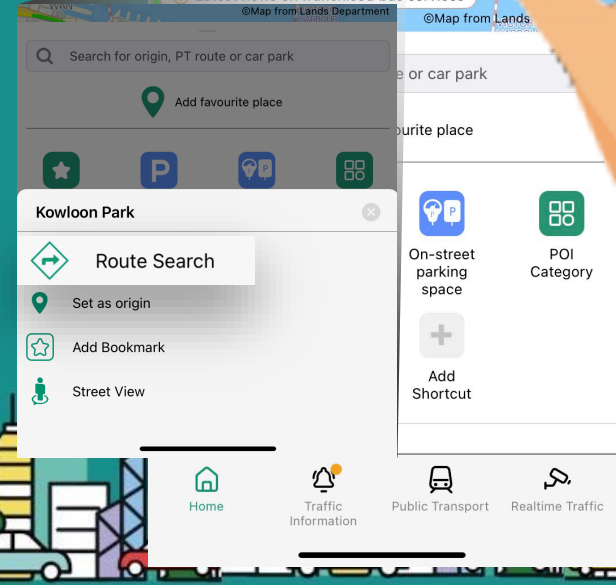 ©Map from Lands Department
©Map from Lands
Search for origin, PT route or car park
e or car park
Add favourite place
ourite place
P
P
P
Kowloon Park
Route Search
Set as origin
Add Bookmark
Street View
On-street
parking
space
POI
Category
Add
Shortcut
Home
Traffic
Information
Public Transport
Realtime Traffic